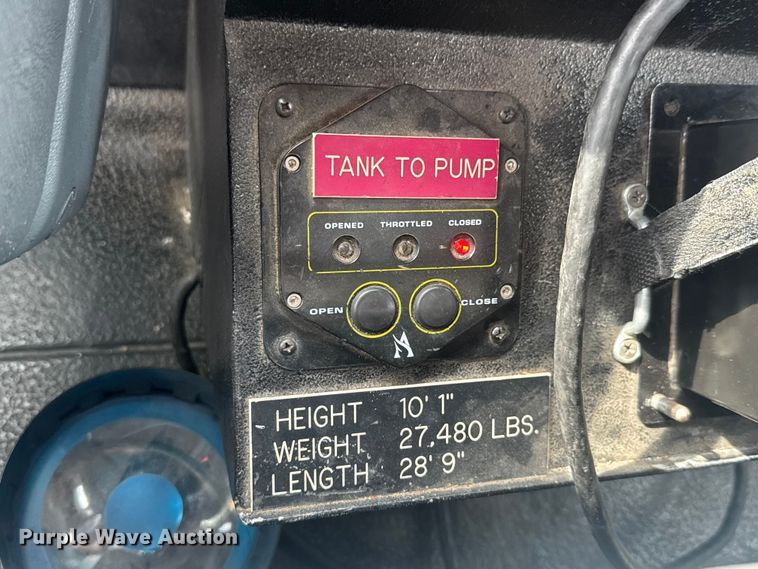 TANK TO PUMP
OPENED THROTTLED CLOSED
OPEN CLOSE
HEIGHT 10' 1"
WEIGHT 27,480 LBS.
LENGTH 28' 9"
Purple Wave Auction